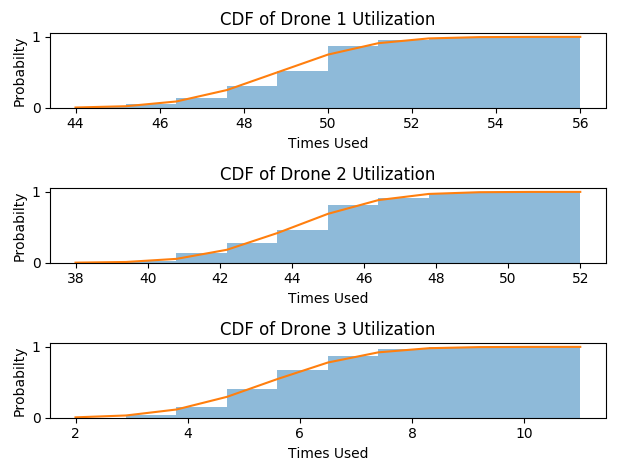 CDF of Drone 1 Utilization
Probabilty
1
0
44 46 48 50 52 54 56
Times Used
CDF of Drone 2 Utilization
Probabilty
1
0
38 40 42 44 46 48 50 52
Times Used
CDF of Drone 3 Utilization
Probabilty
1
0
2 4 6 8 10
Times Used